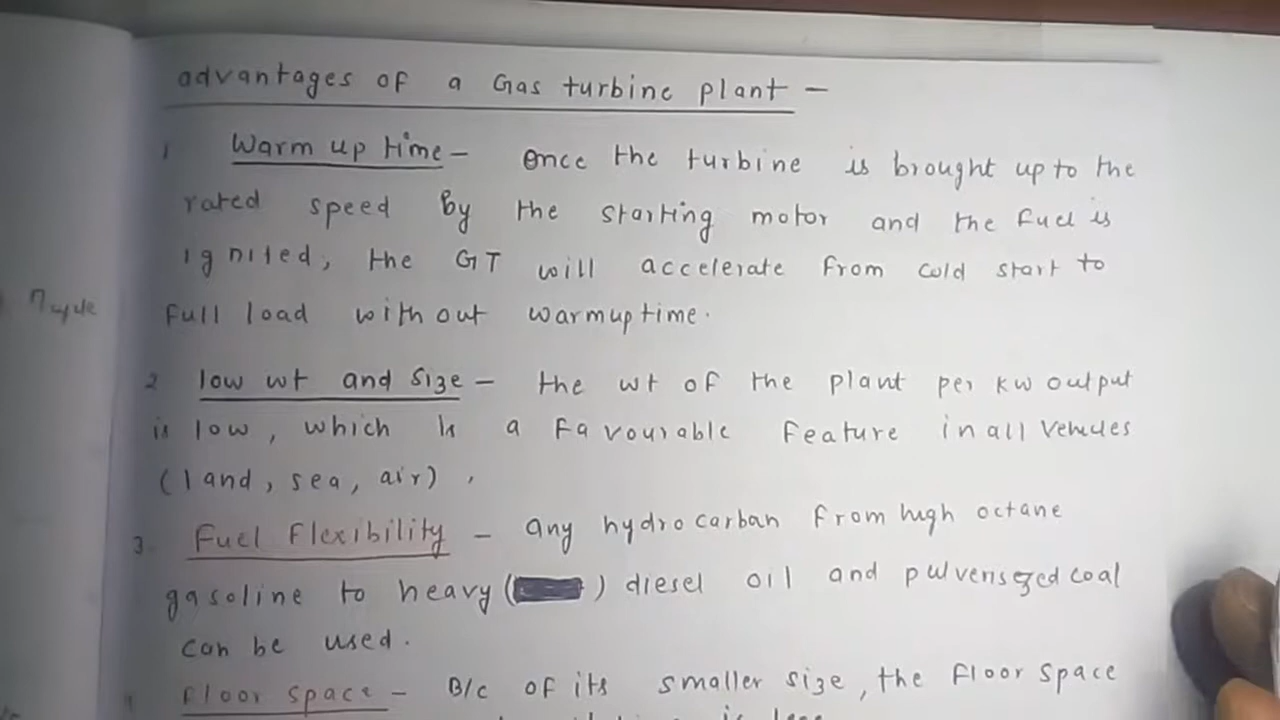 advantages of a Gas turbine plant -
1 Warm up time - Once the turbine is brought up to the
rated speed by the starting motor and the fuel is
ignited, the GT will accelerate from cold start to
Full load without warmup time.
2 low wt and size - the wt of the plant per kw output
is low, which is a favourable feature in all vehicles
(land, sea, air),
3. Fuel Flexibility - any hydrocarban from high octane
gasoline to heavy ( ) diesel oil and pulverised coal
can be used.
4 Floor space - B/c of its smaller size, the floor space
is less